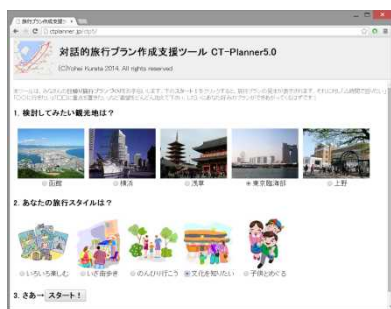 旅行プラン作成支援
ctplanner.jp/ctp5/
対話的旅行プラン作成支援ツール CT-Planner5.0
(C)Yohei Kurata 2014. All rights reserved
1. 検討してみたい観光地は？
函館 横浜 浅草 東京臨海部 上野
2. あなたの旅行スタイルは？
いろいろ楽しむ いざ街歩き のんびり行こう 文化を知りたい 子供とめぐる
3. さあ→ スタート！